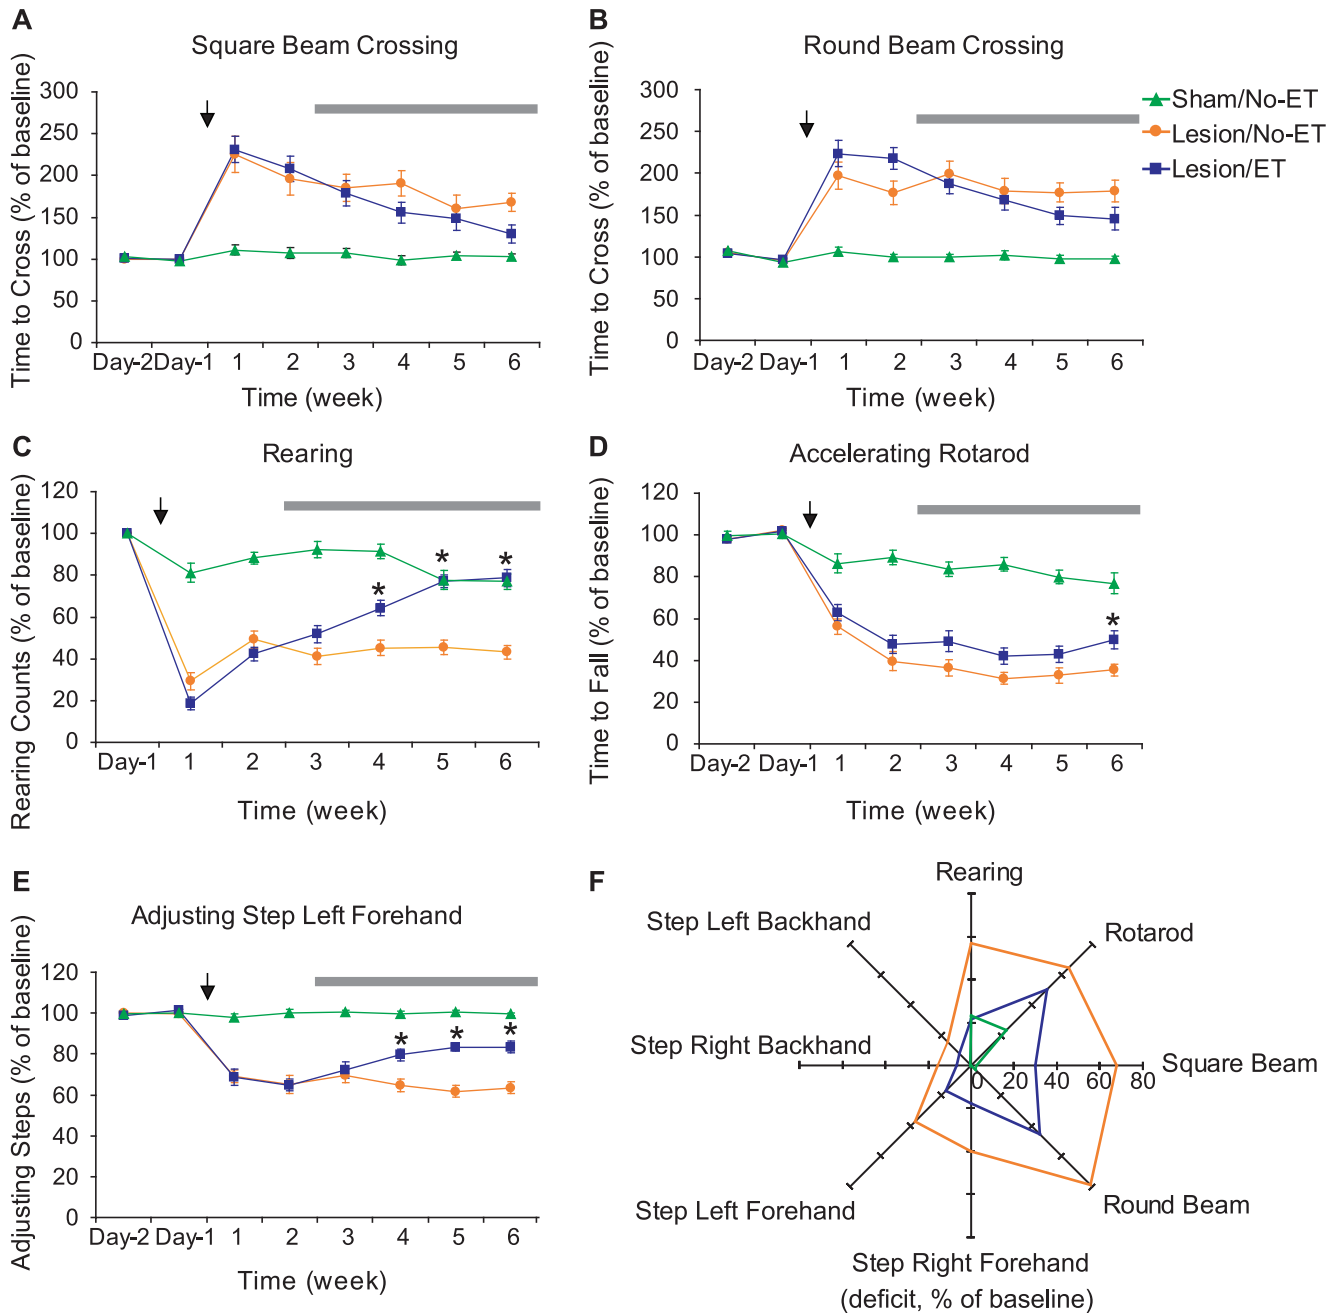 A
Square Beam Crossing
Time to Cross (% of baseline)
300
250
200
150
100
50
0
Day-2 Day-1 1 2 3 4 5 6
Time (week)
B
Round Beam Crossing
Time to Cross (% of baseline)
300
250
200
150
100
50
0
Day-2 Day-1 1 2 3 4 5 6
Time (week)
Sham/No-ET
Lesion/No-ET
Lesion/ET
C
Rearing
Rearing Counts (% of baseline)
120
100
80
60
40
20
0
* * *
Day-1 1 2 3 4 5 6
Time (week)
D
Accelerating Rotarod
Time to Fall (% of baseline)
120
100
80
60
40
20
0
*
Day-2 Day-1 1 2 3 4 5 6
Time (week)
E
Adjusting Step Left Forehand
Adjusting Steps (% of baseline)
120
100
80
60
40
20
0
* * *
Day-2 Day-1 1 2 3 4 5 6
Time (week)
F
Rearing
Step Left Backhand
Rotarod
Step Right Backhand
Square Beam
0 20 40 60 80
Step Left Forehand
Round Beam
Step Right Forehand
(deficit, % of baseline)